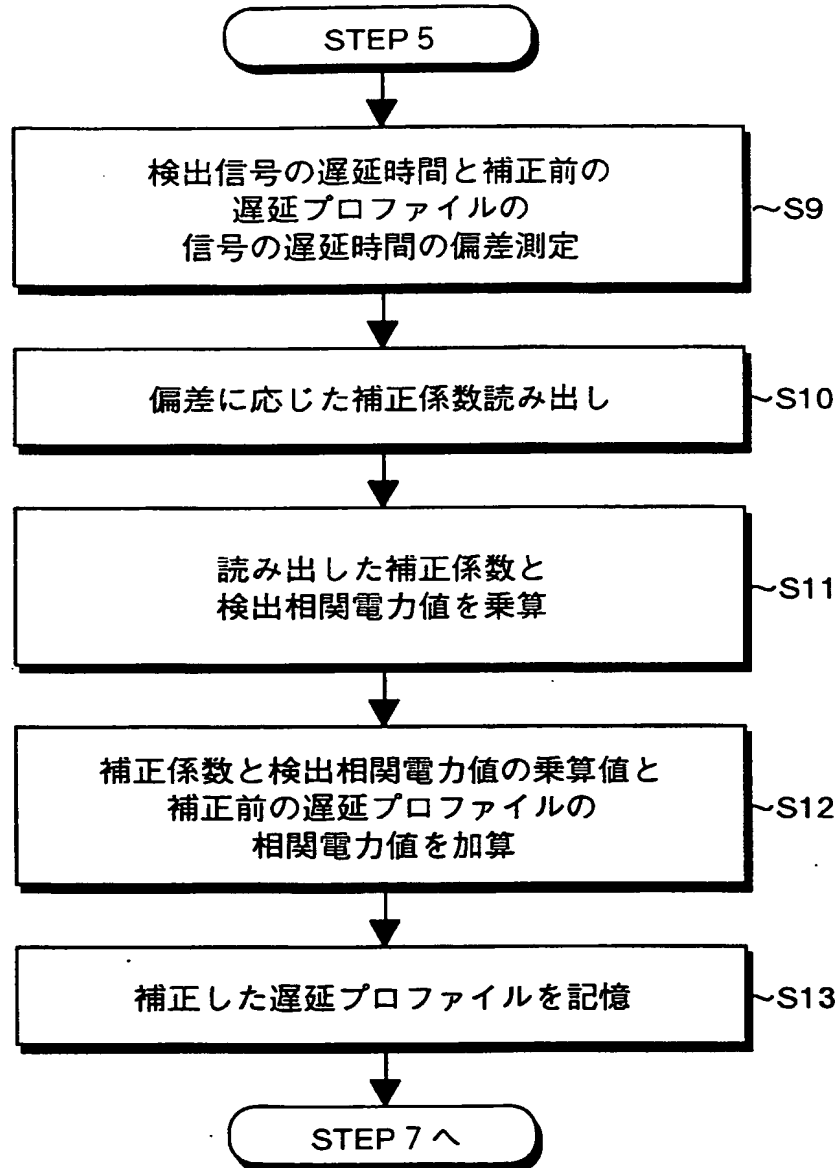 STEP 5
検出信号の遅延時間と補正前の
遅延プロファイルの
信号の遅延時間の偏差測定
~S9
偏差に応じた補正係数読み出し
~S10
読み出した補正係数と
検出相関電力値を乗算
~S11
補正係数と検出相関電力値の乗算値と
補正前の遅延プロファイルの
相関電力値を加算
~S12
補正した遅延プロファイルを記憶
~S13
STEP 7 へ